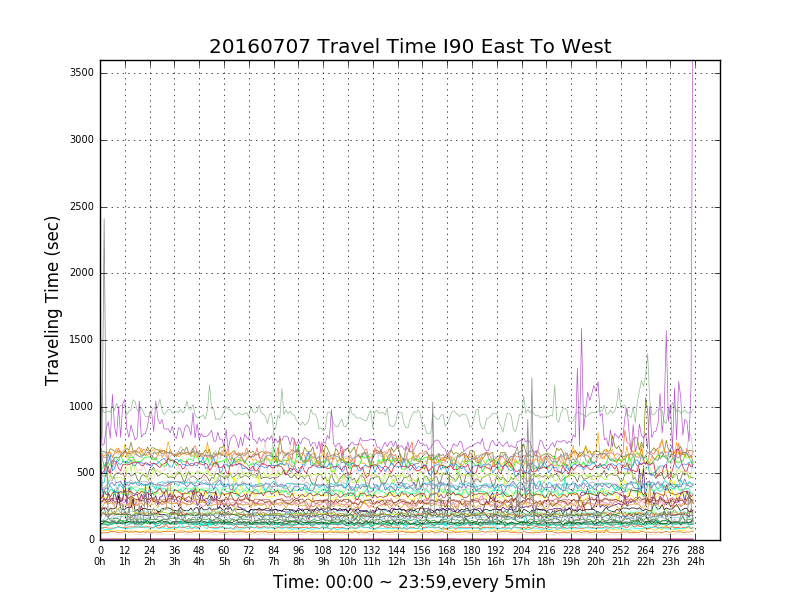 20160707 Travel Time I90 East To West
3500
3000
2500
2000
1500
1000
500
0
Traveling Time (sec)
0 12 24 36 48 60 72 84 96 108 120 132 144 156 168 180 192 204 216 228 240 252 264 276 288
0h 1h 2h 3h 4h 5h 6h 7h 8h 9h 10h 11h 12h 13h 14h 15h 16h 17h 18h 19h 20h 21h 22h 23h 24h
Time: 00:00 ~ 23:59,every 5min